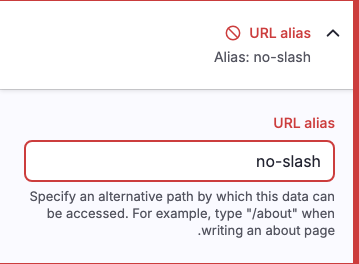 URL alias
Alias: no-slash
URL alias
no-slash
Specify an alternative path by which this data can
be accessed. For example, type "/about" when
.writing an about page